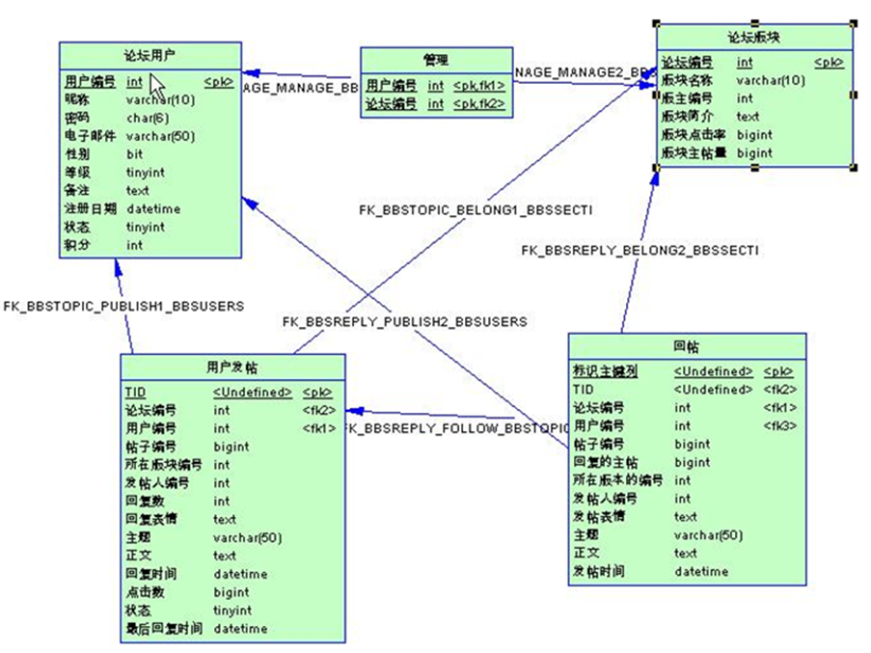 论坛用户
用户编号 int <pk>
昵称 varchar(10)
密码 char(6)
电子邮件 varchar(50)
性别 bit
等级 tinyint
备注 text
注册日期 datetime
状态 tinyint
积分 int
管理
用户编号 int <pk,fk1>
论坛编号 int <pk,fk2>
AGE_MANAGE_BB
NAGE_MANAGE2_BBS
论坛版块
论坛编号 int <pk>
版块名称 varchar(10)
版主编号 int
版块简介 text
版块点击率 bigint
版块主帖量 bigint
FK_BBSTOPIC_BELONG1_BBSSECTI
FK_BBSREPLY_BELONG2_BBSSECTI
FK_BBSTOPIC_PUBLISH1_BBSUSERS
FK_BBSREPLY_PUBLISH2_BBSUSERS
用户发帖
TID <Undefined> <pk>
论坛编号 int <fk2>
用户编号 int <fk1>
帖子编号 bigint
所在版块编号 int
发帖人编号 int
回复数 int
回复表情 text
主题 varchar(50)
正文 text
回复时间 datetime
点击数 bigint
状态 tinyint
最后回复时间 datetime
K_BBSREPLY_FOLLOW_BBSTOPIC
回帖
标识主键列 <Undefined> <pk>
TID <Undefined> <fk2>
论坛编号 int <fk1>
用户编号 int <fk3>
帖子编号 bigint
回复的主帖 bigint
所在版本的编号 int
发帖人编号 int
发帖表情 text
主题 varchar(50)
正文 text
发帖时间 datetime